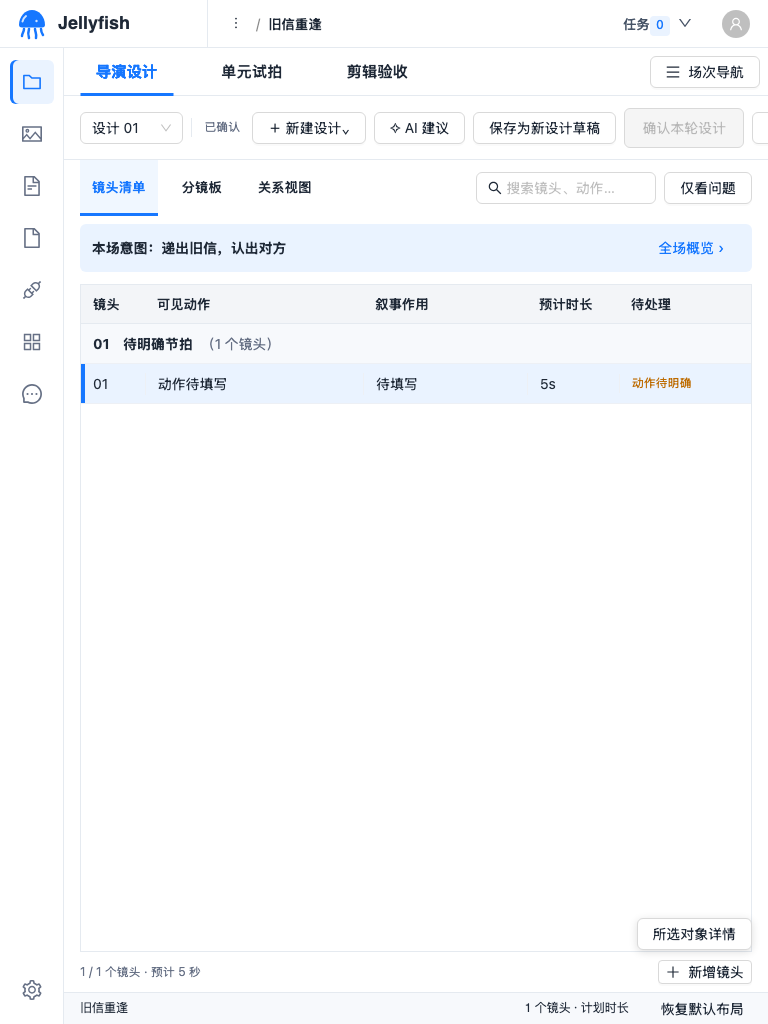 Jellyfish
/ 旧信重逢
任务 0
导演设计 单元试拍 剪辑验收
场次导航
设计 01 已确认 + 新建设计 AI 建议 保存为新设计草稿 确认本轮设计
镜头清单 分镜板 关系视图
搜索镜头、动作... 仅看问题
本场意图：递出旧信，认出对方 全场概览 ›
镜头 可见动作 叙事作用 预计时长 待处理
01 待明确节拍 （1 个镜头）
01 动作待填写 待填写 5s 动作待明确
所选对象详情
1 / 1 个镜头 · 预计 5 秒 + 新增镜头
旧信重逢 1 个镜头 · 计划时长 恢复默认布局